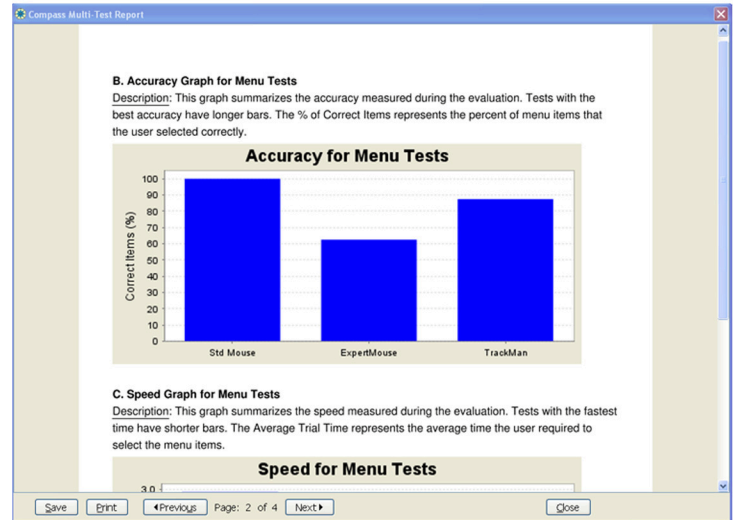 Compass Multi-Test Report
B. Accuracy Graph for Menu Tests
Description: This graph summarizes the accuracy measured during the evaluation. Tests with the
best accuracy have longer bars. The % of Correct Items represents the percent of menu items that
the user selected correctly.
Accuracy for Menu Tests
Correct Items (%)
100
90
80
70
60
50
40
30
20
10
0
Std Mouse ExpertMouse TrackMan
C. Speed Graph for Menu Tests
Description: This graph summarizes the speed measured during the evaluation. Tests with the fastest
time have shorter bars. The Average Trial Time represents the average time the user required to
select the menu items.
Speed for Menu Tests
3.0
Save Print Previous Page: 2 of 4 Next Close